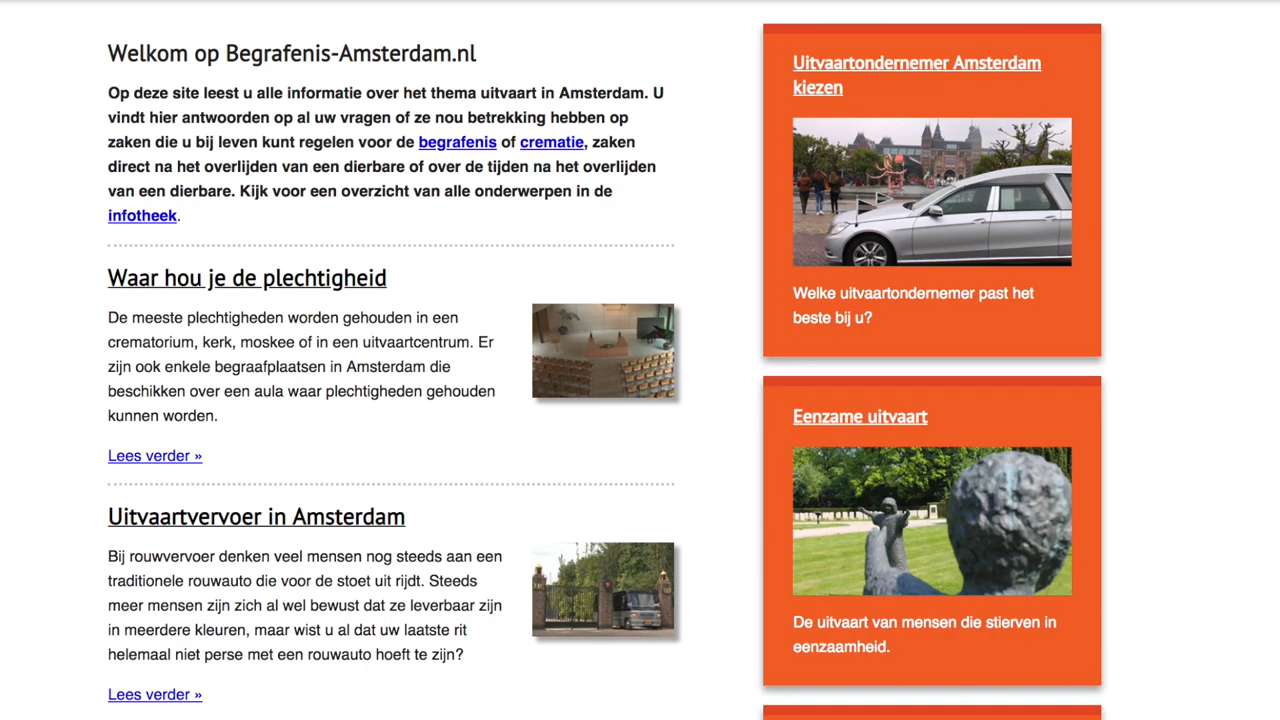 Welkom op Begrafenis-Amsterdam.nl
Op deze site leest u alle informatie over het thema uitvaart in Amsterdam. U
vindt hier antwoorden op al uw vragen of ze nou betrekking hebben op
zaken die u bij leven kunt regelen voor de begrafenis of crematie, zaken
direct na het overlijden van een dierbare of over de tijden na het overlijden
van een dierbare. Kijk voor een overzicht van alle onderwerpen in de
infotheek.
Waar hou je de plechtigheid
De meeste plechtigheden worden gehouden in een
crematorium, kerk, moskee of in een uitvaartcentrum. Er
zijn ook enkele begraafplaatsen in Amsterdam die
beschikken over een aula waar plechtigheden gehouden
kunnen worden.
Lees verder »
Uitvaartvervoer in Amsterdam
Bij rouwvervoer denken veel mensen nog steeds aan een
traditionele rouwauto die voor de stoet uit rijdt. Steeds
meer mensen zijn zich al wel bewust dat ze leverbaar zijn
in meerdere kleuren, maar wist u al dat uw laatste rit
helemaal niet perse met een rouwauto hoeft te zijn?
Lees verder »
Uitvaartondernemer Amsterdam
kiezen
Welke uitvaartondernemer past het
beste bij u?
Eenzame uitvaart
De uitvaart van mensen die stierven in
eenzaamheid.